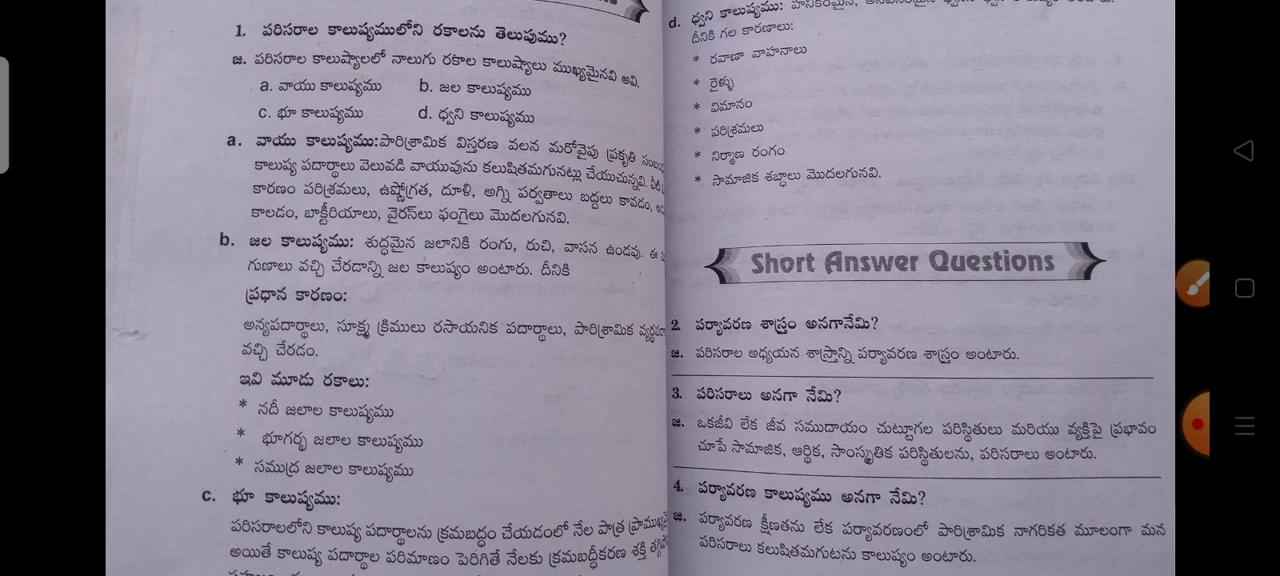 1. పరిసరాల కాలుష్యములోని రకాలను తెలుపుము?
జ. పరిసరాల కాలుష్యాలలో నాలుగు రకాల కాలుష్యాలు ముఖ్యమైనవి అవి.
a. వాయు కాలుష్యము b. జల కాలుష్యము
c. భూ కాలుష్యము d. ధ్వని కాలుష్యము
a. వాయు కాలుష్యము:పారిశ్రామిక విస్తరణ వలన మరోవైపు ప్రకృతి
కాలుష్య పదార్థాలు వెలువడి వాయువును కలుషితమగునట్లు చేయుచున్నవి.
కారణం పరిశ్రమలు, ఉష్ణోగ్రత, దూళి, అగ్ని పర్వతాలు బద్దలు కావడం,
కాలడం, బాక్టీరియాలు, వైరస్‌లు ఫంగైలు మొదలగునవి.
b. జల కాలుష్యము: శుద్ధమైన జలానికి రంగు, రుచి, వాసన ఉండవు. ఈ
గుణాలు వచ్చి చేరడాన్ని జల కాలుష్యం అంటారు. దీనికి
ప్రధాన కారణం:
అన్యపదార్థాలు, సూక్ష్మ క్రిములు రసాయనిక పదార్థాలు, పారిశ్రామిక
వచ్చి చేరడం.
ఇవి మూడు రకాలు:
* నదీ జలాల కాలుష్యము
* భూగర్భ జలాల కాలుష్యము
* సముద్ర జలాల కాలుష్యము
c. భూ కాలుష్యము:
పరిసరాలలోని కాలుష్య పదార్థాలను క్రమబద్ధం చేయడంలో నేల పాత్ర
అయితే కాలుష్య పదార్థాల పరిమాణం పెరిగితే నేలకు క్రమబద్ధీకరణ శక్తి
d. ధ్వని కాలుష్యము:
దీనికి గల కారణాలు:
* రవాణా వాహనాలు
* రైళ్ళు
* విమానం
* పరిశ్రమలు
* నిర్మాణ రంగం
* సామాజిక శబ్ధాలు మొదలగునవి.
Short Answer Questions
2. పర్యావరణ శాస్త్రం అనగానేమి?
జ. పరిసరాల అధ్యయన శాస్త్రాన్ని పర్యావరణ శాస్త్రం అంటారు.
3. పరిసరాలు అనగా నేమి?
జ. ఒకజీవి లేక జీవ సముదాయం చుట్టూగల పరిస్థితులు మరియు వ్యక్తిపై ప్రభావం
చూపే సామాజిక, ఆర్థిక, సాంస్కృతిక పరిస్థితులను, పరిసరాలు అంటారు.
4. పర్యావరణ కాలుష్యము అనగా నేమి?
జ. పర్యావరణ క్షీణతను లేక పర్యావరణంలో పారిశ్రామిక నాగరికత మూలంగా మన
పరిసరాలు కలుషితమగుటను కాలుష్యం అంటారు.